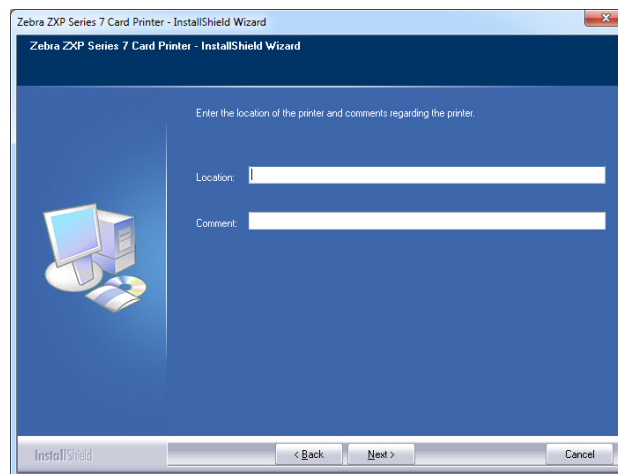 Zebra ZXP Series 7 Card Printer - InstallShield Wizard
Zebra ZXP Series 7 Card Printer - InstallShield Wizard
Enter the location of the printer and comments regarding the printer.
Location:
Comment:
InstallShield
< Back
Next >
Cancel